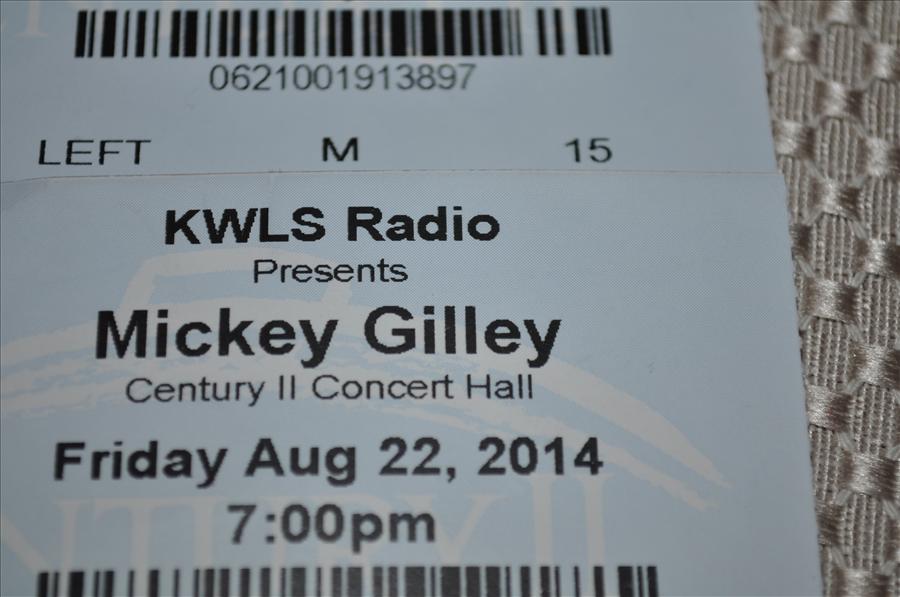 0621001913897
LEFT M 15
KWLS Radio
Presents
Mickey Gilley
Century II Concert Hall
Friday Aug 22, 2014
7:00pm